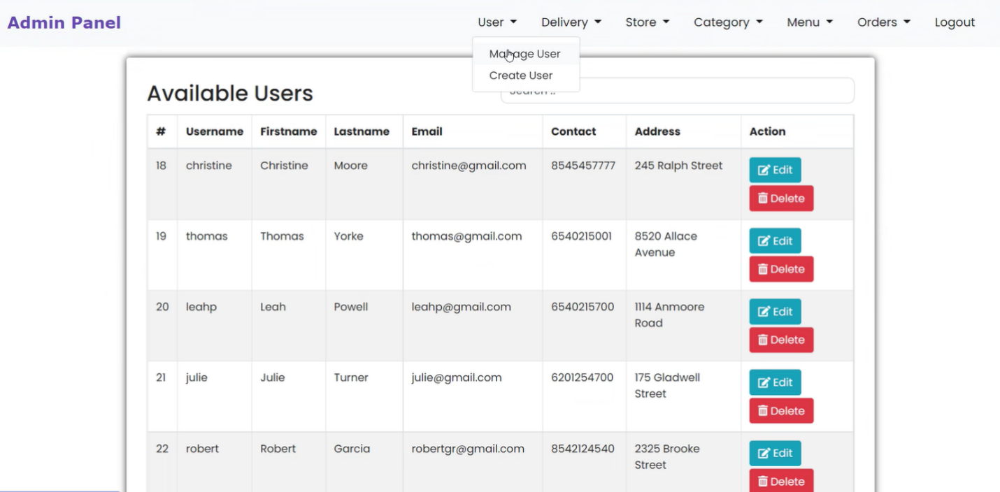 Admin Panel
User Delivery Store Category Menu Orders Logout
Manage User
Create User
Available Users
Search ..
# Username Firstname Lastname Email Contact Address Action
18 christine Christine Moore christine@gmail.com 8545457777 245 Ralph Street Edit
Delete
19 thomas Thomas Yorke thomas@gmail.com 6540215001 8520 Allace Edit
Avenue
Delete
20 leahp Leah Powell leahp@gmail.com 6540215700 1114 Anmoore Edit
Road
Delete
21 julie Julie Turner julie@gmail.com 6201254700 175 Gladwell Edit
Street
Delete
22 robert Robert Garcia robertgr@gmail.com 8542124540 2325 Brooke Edit
Street
Delete